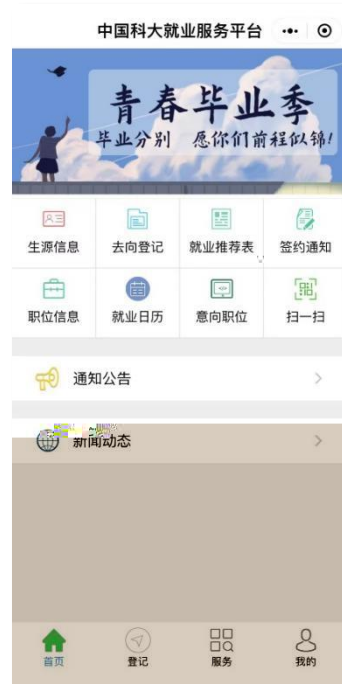 中国科大就业服务平台
青春毕业季
毕业分别 愿你们前程似锦!
生源信息 去向登记 就业推荐表 签约通知
职位信息 就业日历 意向职位 扫一扫
通知公告
新闻动态
首页 登记 服务 我的